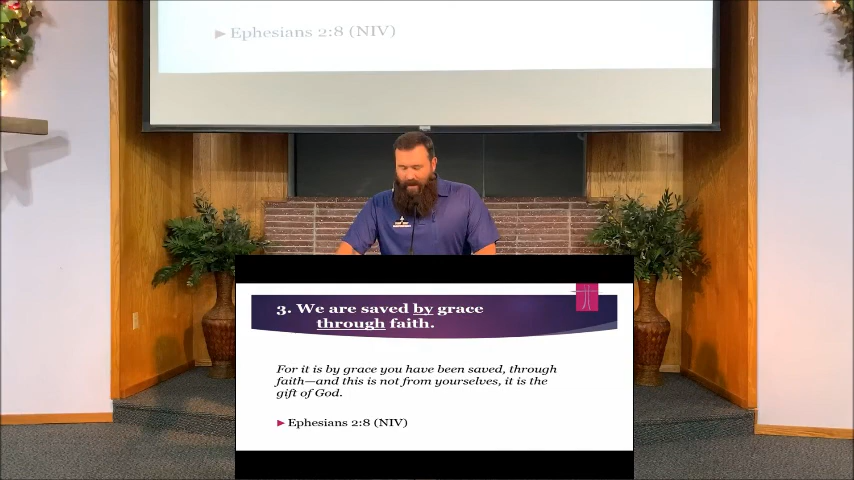 ▶ Ephesians 2:8 (NIV)
3. We are saved by grace
through faith.
For it is by grace you have been saved, through
faith—and this is not from yourselves, it is the
gift of God.
▶ Ephesians 2:8 (NIV)